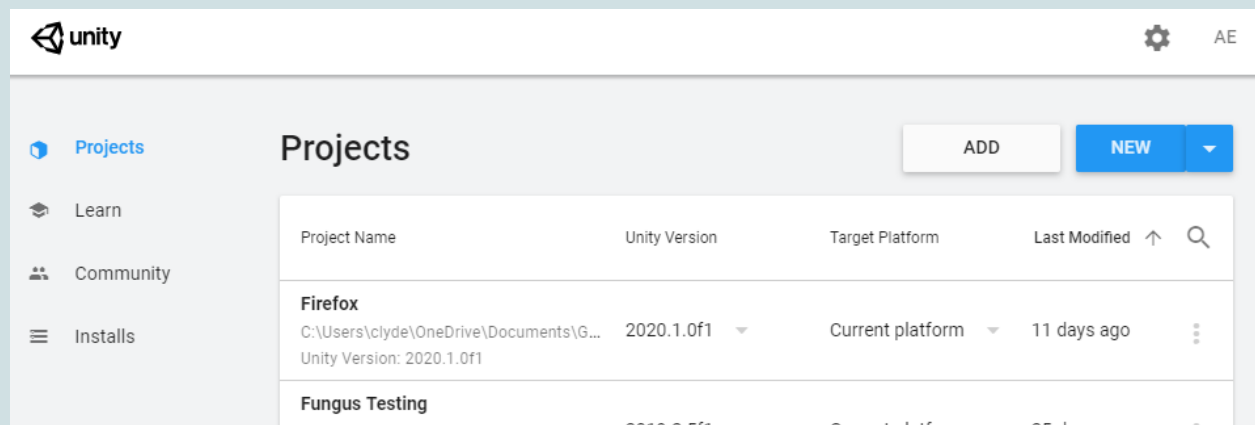 unity
AE
Projects
Learn
Community
Installs
Projects
ADD
NEW
Project Name Unity Version Target Platform Last Modified
Firefox
C:\Users\clyde\OneDrive\Documents\G...
Unity Version: 2020.1.0f1
2020.1.0f1 Current platform 11 days ago
Fungus Testing